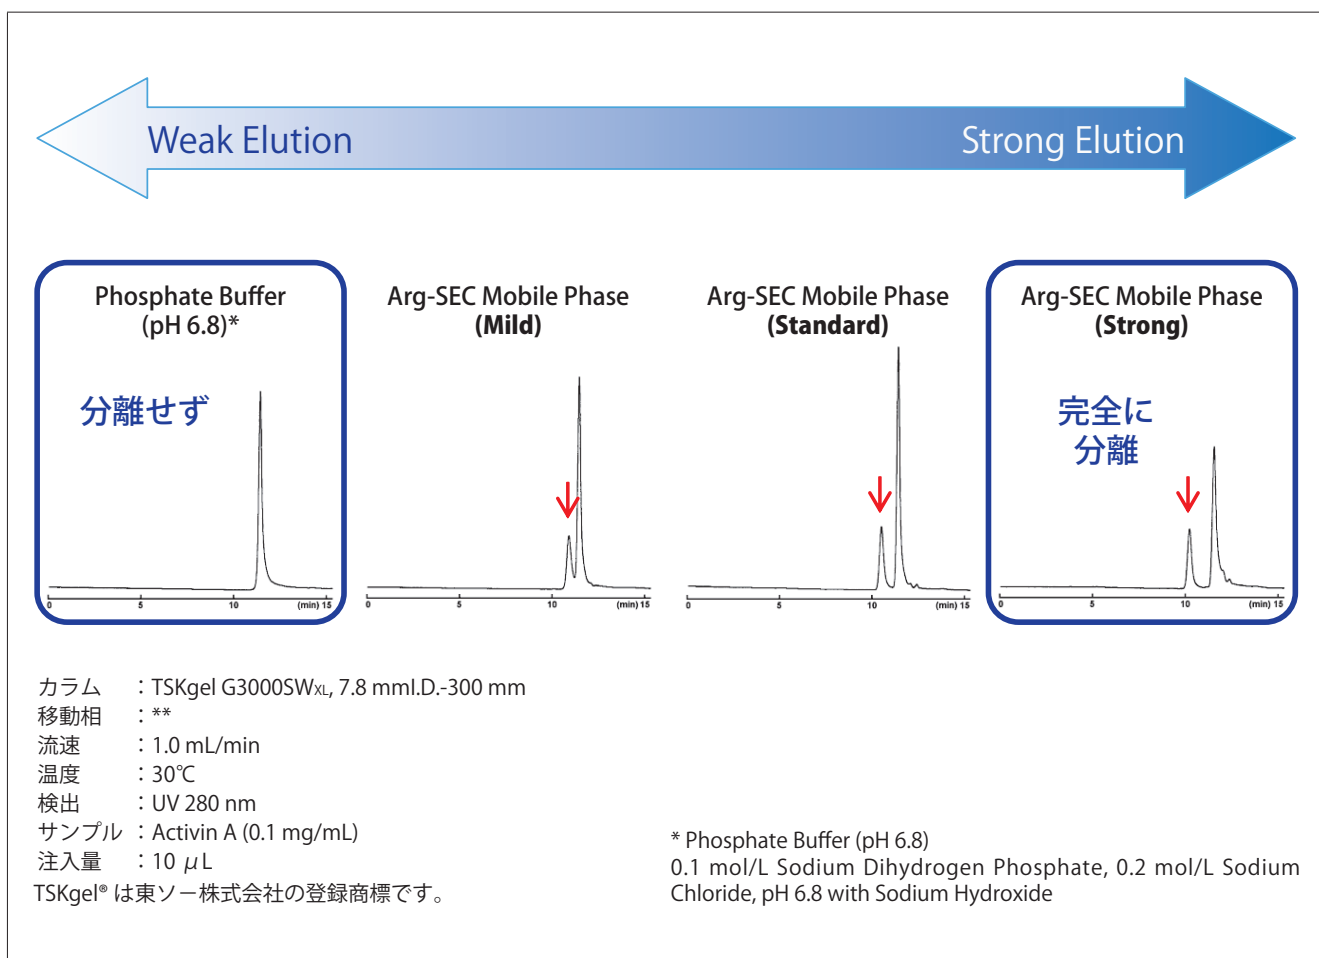 Weak Elution
Strong Elution
Phosphate Buffer
(pH 6.8)*
分離せず
0 5 10 (min) 15
Arg-SEC Mobile Phase
(Mild)
0 5 10 (min) 15
Arg-SEC Mobile Phase
(Standard)
0 5 10 (min) 15
Arg-SEC Mobile Phase
(Strong)
完全に
分離
0 5 10 (min) 15
カラム ：TSKgel G3000SWXL, 7.8 mmI.D.-300 mm
移動相 ：**
流速 ：1.0 mL/min
温度 ：30℃
検出 ：UV 280 nm
サンプル ：Activin A (0.1 mg/mL)
注入量 ：10 μL
TSKgel® は東ソー株式会社の登録商標です。
* Phosphate Buffer (pH 6.8)
0.1 mol/L Sodium Dihydrogen Phosphate, 0.2 mol/L Sodium
Chloride, pH 6.8 with Sodium Hydroxide